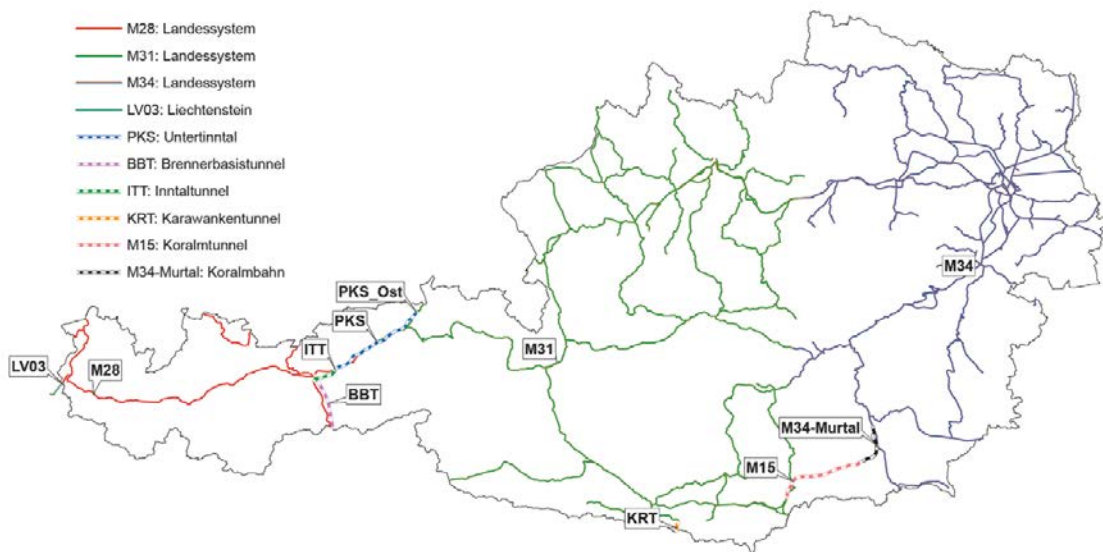 M28: Landessystem
M31: Landessystem
M34: Landessystem
LV03: Liechtenstein
PKS: Untertinntal
BBT: Brennerbasistunnel
ITT: Inntaltunnel
KRT: Karawankentunnel
M15: Koralmtunnel
M34-Murtal: Koralmbahn
M34
PKS_Ost
PKS
ITT
M31
LV03
M28
BBT
M34-Murtal
M15
KRT